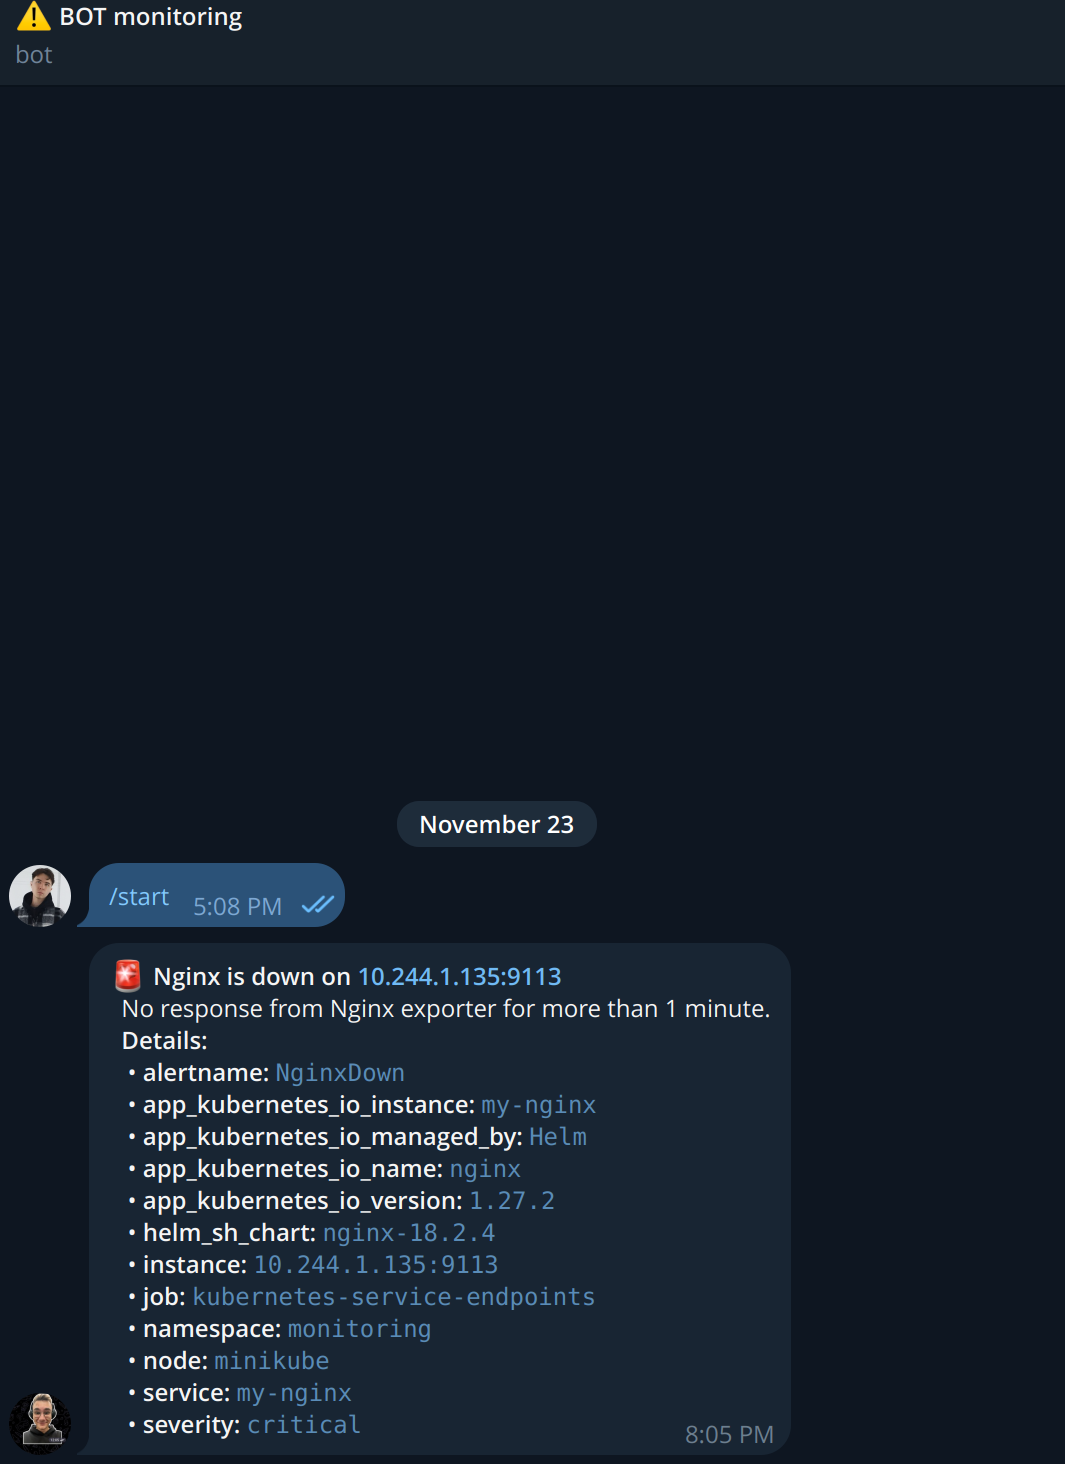 ⚠️ BOT monitoring
bot
November 23
/start 5:08 PM
🚨 Nginx is down on 10.244.1.135:9113
No response from Nginx exporter for more than 1 minute.
Details:
• alertname: NginxDown
• app_kubernetes_io_instance: my-nginx
• app_kubernetes_io_managed_by: Helm
• app_kubernetes_io_name: nginx
• app_kubernetes_io_version: 1.27.2
• helm_sh_chart: nginx-18.2.4
• instance: 10.244.1.135:9113
• job: kubernetes-service-endpoints
• namespace: monitoring
• node: minikube
• service: my-nginx
• severity: critical
8:05 PM